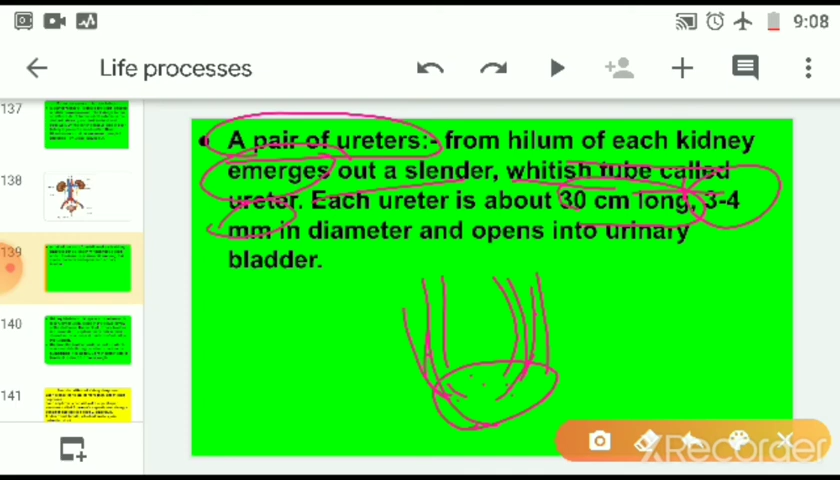 9:08
Life processes
137
138
139
140
141
A pair of ureters:- from hilum of each kidney
emerges out a slender, whitish tube called
ureter. Each ureter is about 30 cm long, 3-4
mm in diameter and opens into urinary
bladder.
XRecorder